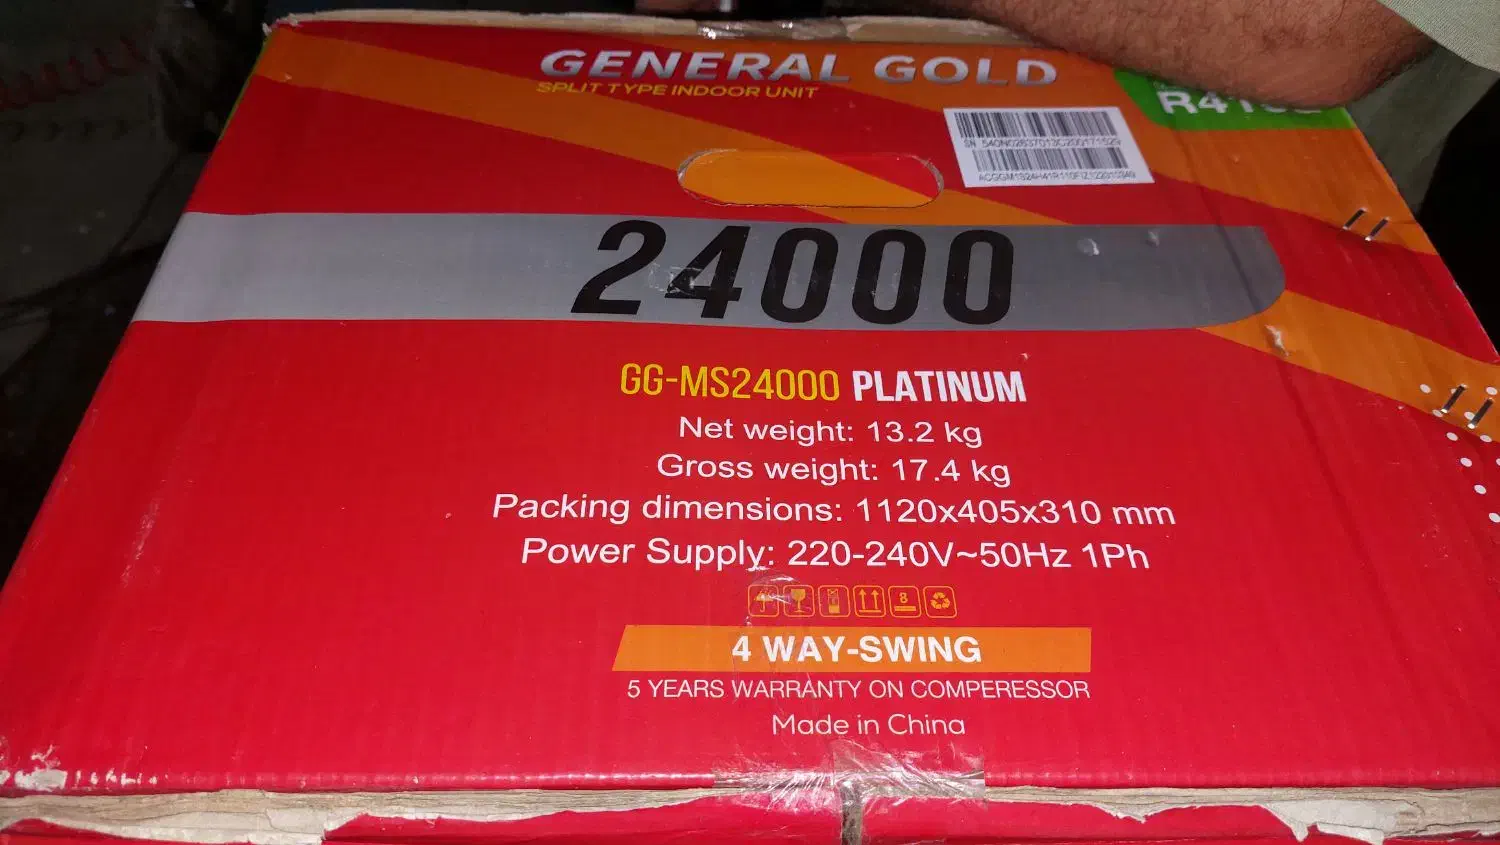 GENERAL GOLD
SPLIT TYPE INDOOR UNIT
24000
GG-MS24000 PLATINUM
Net weight: 13.2 kg
Gross weight: 17.4 kg
Packing dimensions: 1120x405x310 mm
Power Supply: 220-240V~50Hz 1Ph
8
4 WAY-SWING
5 YEARS WARRANTY ON COMPERESSOR
Made in China